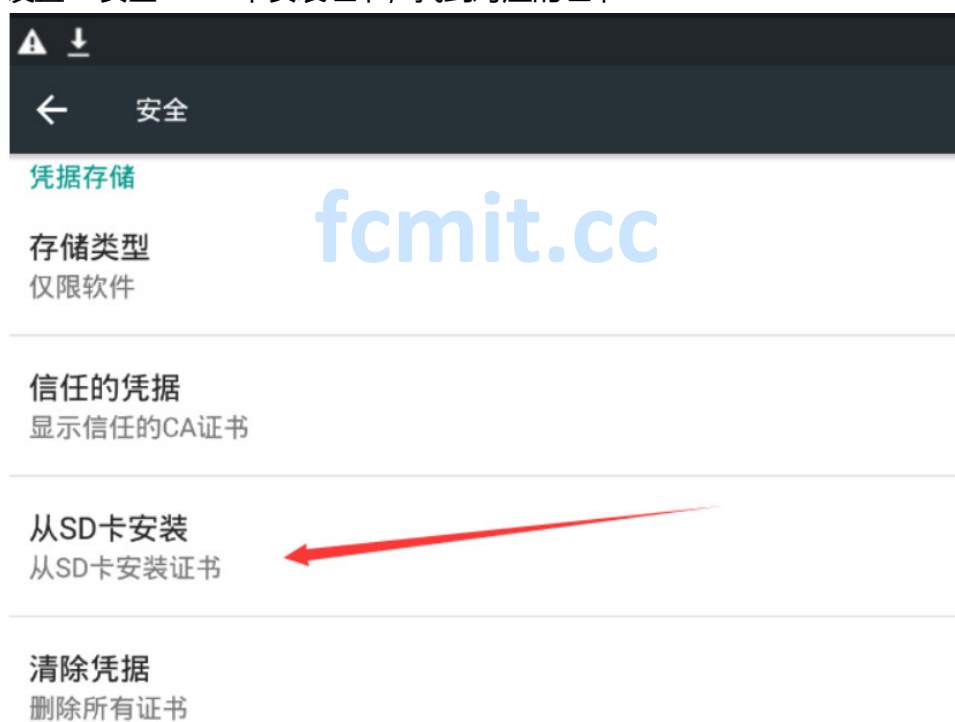 安全
凭据存储
fcmit.cc
存储类型
仅限软件
信任的凭据
显示信任的CA证书
从SD卡安装
从SD卡安装证书
清除凭据
删除所有证书